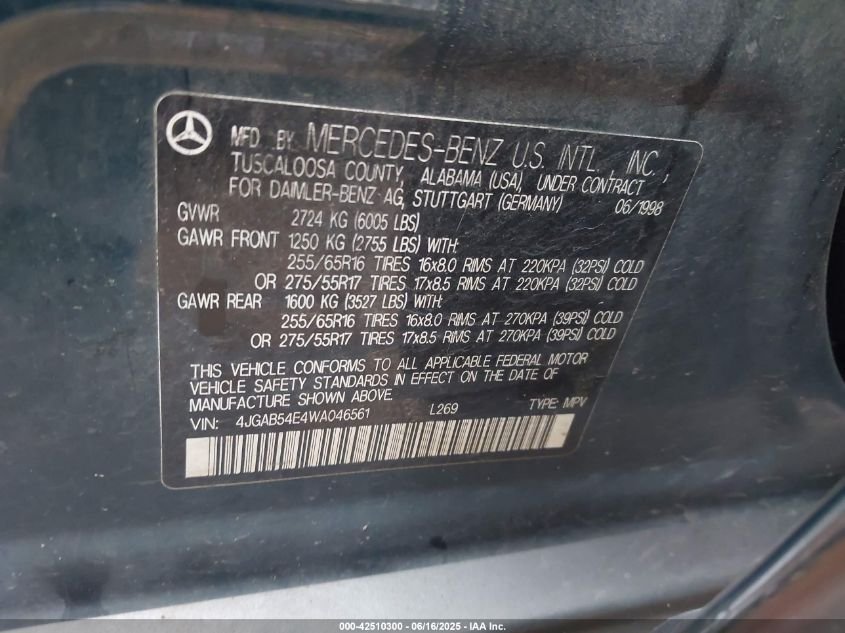 MFD. BY MERCEDES-BENZ U.S. INTL., INC.
TUSCALOOSA COUNTY, ALABAMA (USA), UNDER CONTRACT
FOR DAIMLER-BENZ AG, STUTTGART (GERMANY) 06/1998
GVWR 2724 KG (6005 LBS)
GAWR FRONT 1250 KG (2755 LBS) WITH:
255/65R16 TIRES 16x8.0 RIMS AT 220KPA (32PSI) COLD
OR 275/55R17 TIRES 17x8.5 RIMS AT 220KPA (32PSI) COLD
GAWR REAR 1600 KG (3527 LBS) WITH:
255/65R16 TIRES 16x8.0 RIMS AT 270KPA (39PSI) COLD
OR 275/55R17 TIRES 17x8.5 RIMS AT 270KPA (39PSI) COLD
THIS VEHICLE CONFORMS TO ALL APPLICABLE FEDERAL MOTOR
VEHICLE SAFETY STANDARDS IN EFFECT ON THE DATE OF
MANUFACTURE SHOWN ABOVE.
VIN: 4JGAB54E4WA046561 L269 TYPE: MPV
000-42510300 - 06/16/2025 - IAA Inc.